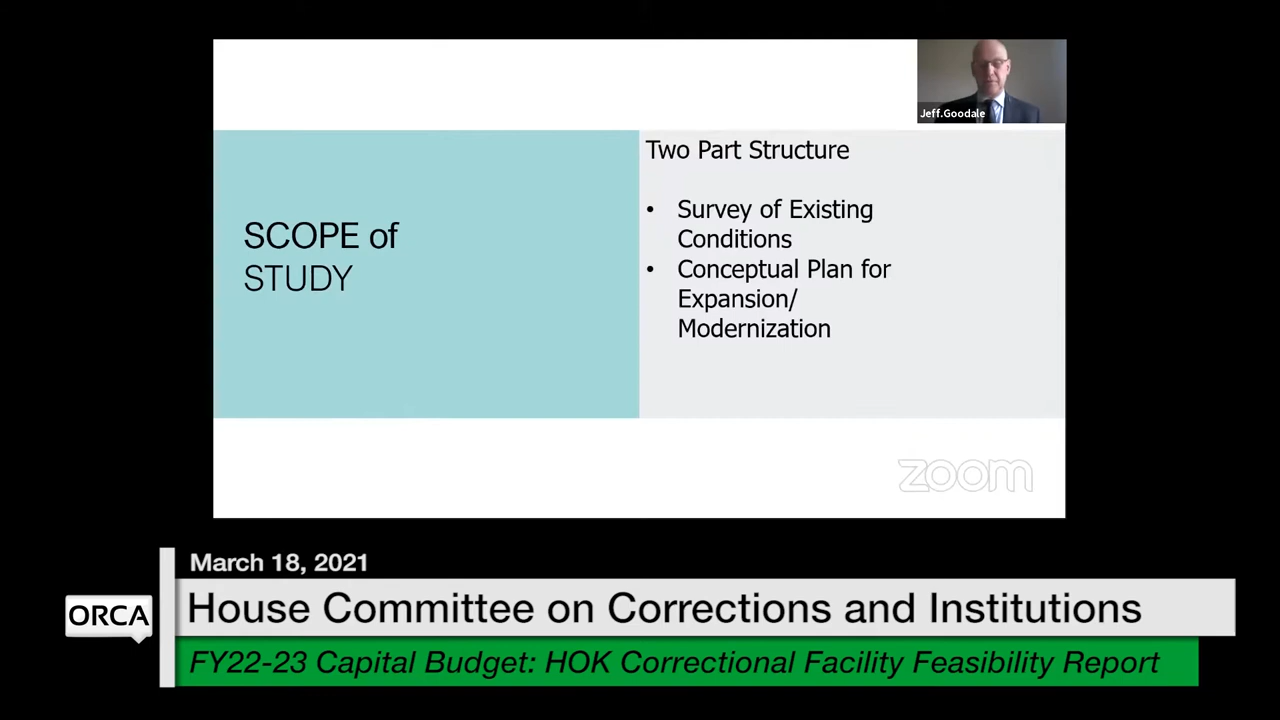 Jeff.Goodale
SCOPE of
STUDY
Two Part Structure
• Survey of Existing
Conditions
• Conceptual Plan for
Expansion/
Modernization
zoom
March 18, 2021
ORCA
House Committee on Corrections and Institutions
FY22-23 Capital Budget: HOK Correctional Facility Feasibility Report